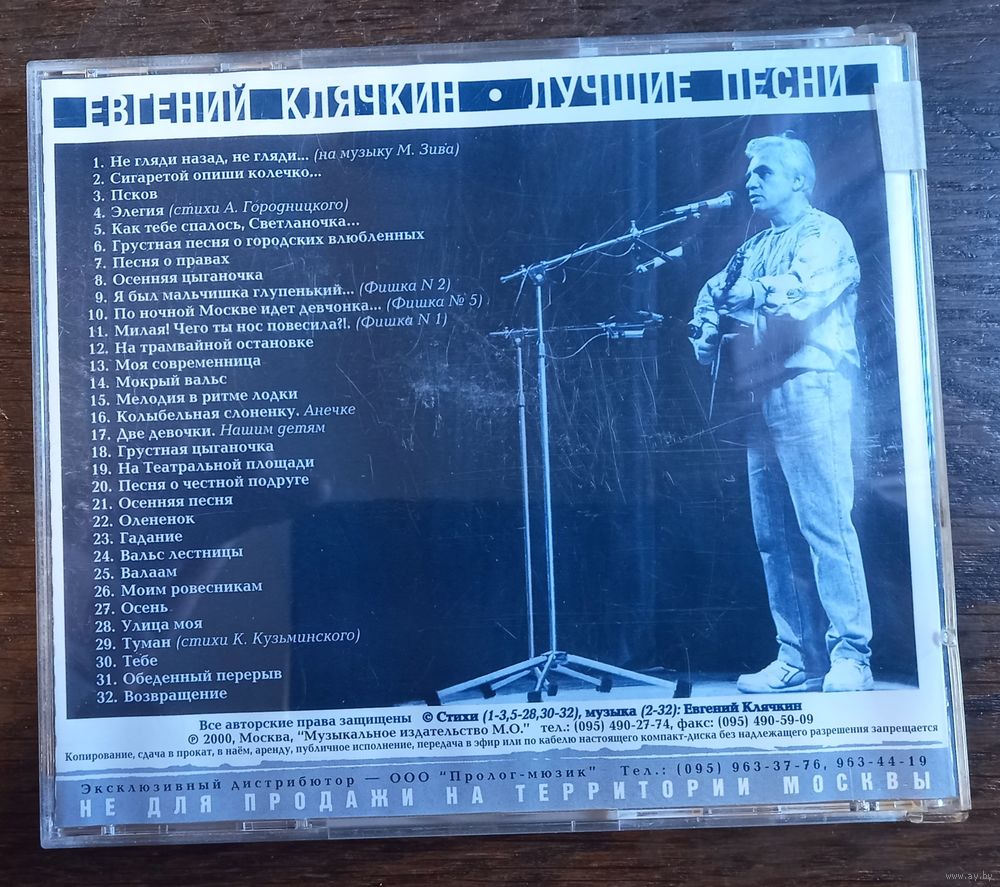 ЕВГЕНИЙ КЛЯЧКИН • ЛУЧШИЕ ПЕСНИ
1. Не гляди назад, не гляди... (на музыку М. Зива)
2. Сигаретой опиши колечко...
3. Псков
4. Элегия (стихи А. Городницкого)
5. Как тебе спалось, Светланочка...
6. Грустная песня о городских влюбленных
7. Песня о правах
8. Осенняя цыганочка
9. Я был мальчишка глупенький... (Фишка N 2)
10. По ночной Москве идет девчонка... (Фишка № 5)
11. Милая! Чего ты нос повесила?!. (Фишка N 1)
12. На трамвайной остановке
13. Моя современница
14. Мокрый вальс
15. Мелодия в ритме лодки
16. Колыбельная слоненку. Анечке
17. Две девочки. Нашим детям
18. Грустная цыганочка
19. На Театральной площади
20. Песня о честной подруге
21. Осенняя песня
22. Олененок
23. Гадание
24. Вальс лестницы
25. Валаам
26. Моим ровесникам
27. Осень
28. Улица моя
29. Туман (стихи К. Кузьминского)
30. Тебе
31. Обеденный перерыв
32. Возвращение
Все авторские права защищены © Стихи (1-3,5-28,30-32), музыка (2-32): Евгений Клячкин
℗ 2000, Москва, "Музыкальное издательство М.О." тел.: (095) 490-27-74, факс: (095) 490-59-09
Копирование, сдача в прокат, в наём, аренду, публичное исполнение, передача в эфир или по кабелю настоящего компакт-диска без надлежащего разрешения запрещается
Эксклюзивный дистрибютор — ООО "Пролог-мюзик" Тел.: (095) 963-37-76, 963-44-19
НЕ ДЛЯ ПРОДАЖИ НА ТЕРРИТОРИИ МОСКВЫ
www.ay.by